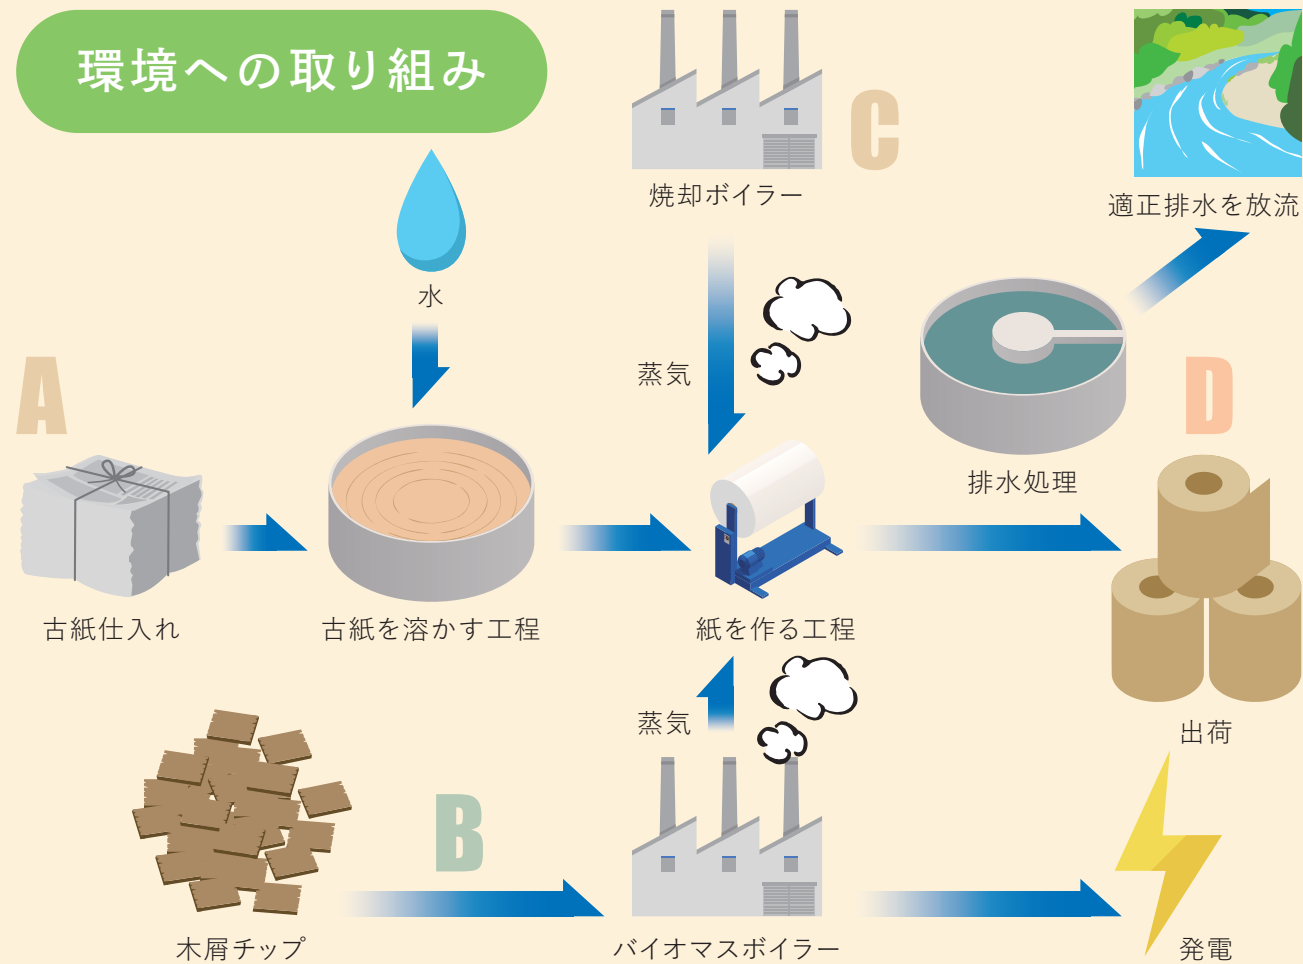 環境への取り組み
C
焼却ボイラー
適正排水を放流
水
蒸気
A
D
排水処理
古紙仕入れ
古紙を溶かす工程
紙を作る工程
蒸気
出荷
B
木屑チップ
バイオマスボイラー
発電